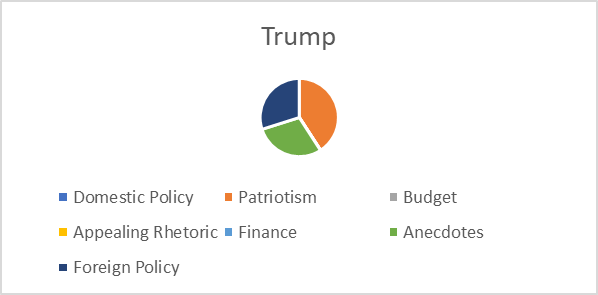 Trump
Domestic Policy Patriotism Budget
Appealing Rhetoric Finance Anecdotes
Foreign Policy